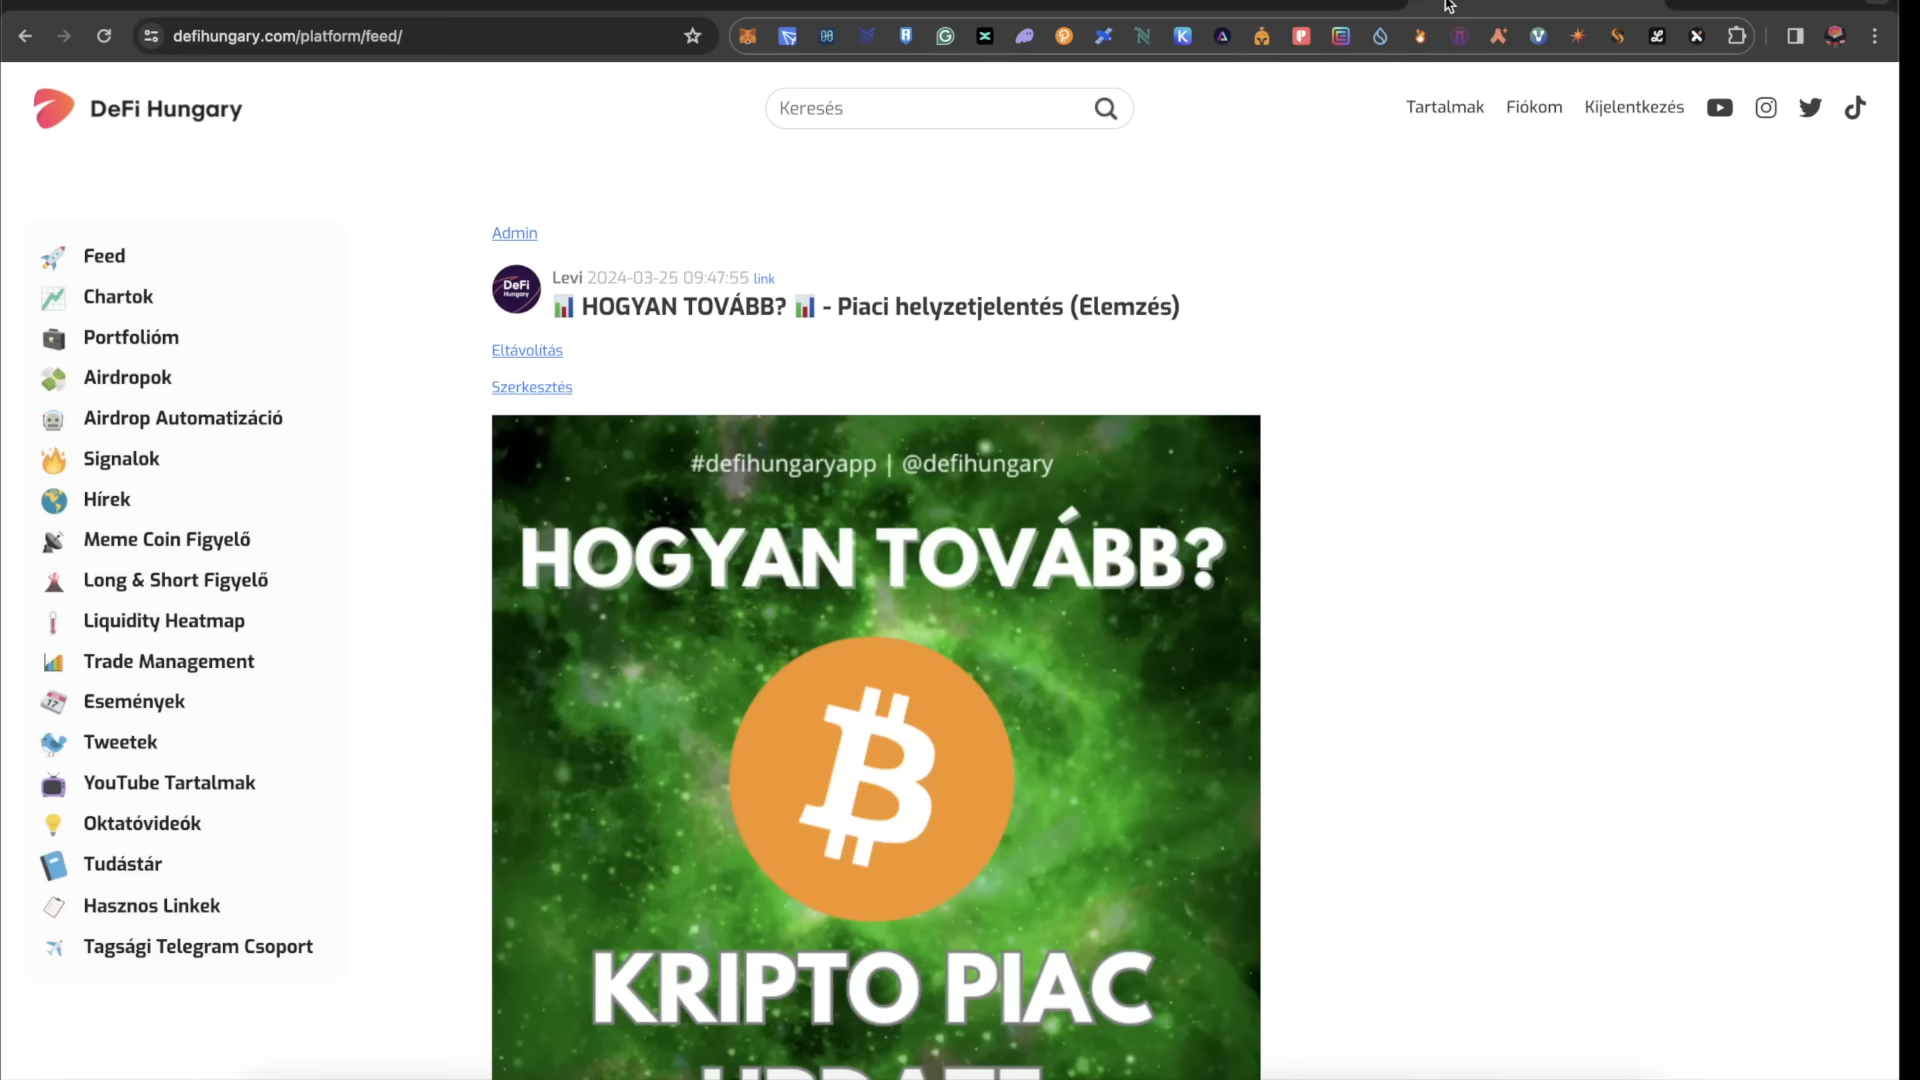 defihungary.com/platform/feed/
DeFi Hungary
Keresés
Tartalmak
Fiókom
Kijelentkezés
Feed
Chartok
Portfolióm
Airdropok
Airdrop Automatizáció
Signalok
Hírek
Meme Coin Figyelő
Long & Short Figyelő
Liquidity Heatmap
Trade Management
Események
Tweetek
YouTube Tartalmak
Oktatóvideók
Tudástár
Hasznos Linkek
Tagsági Telegram Csoport
Admin
DeFi
Hungary
Levi 2024-03-25 09:47:55 link
HOGYAN TOVÁBB? - Piaci helyzetjelentés (Elemzés)
Eltávolítás
Szerkesztés
#defihungaryapp | @defihungary
HOGYAN TOVÁBB?
KRIPTO PIAC